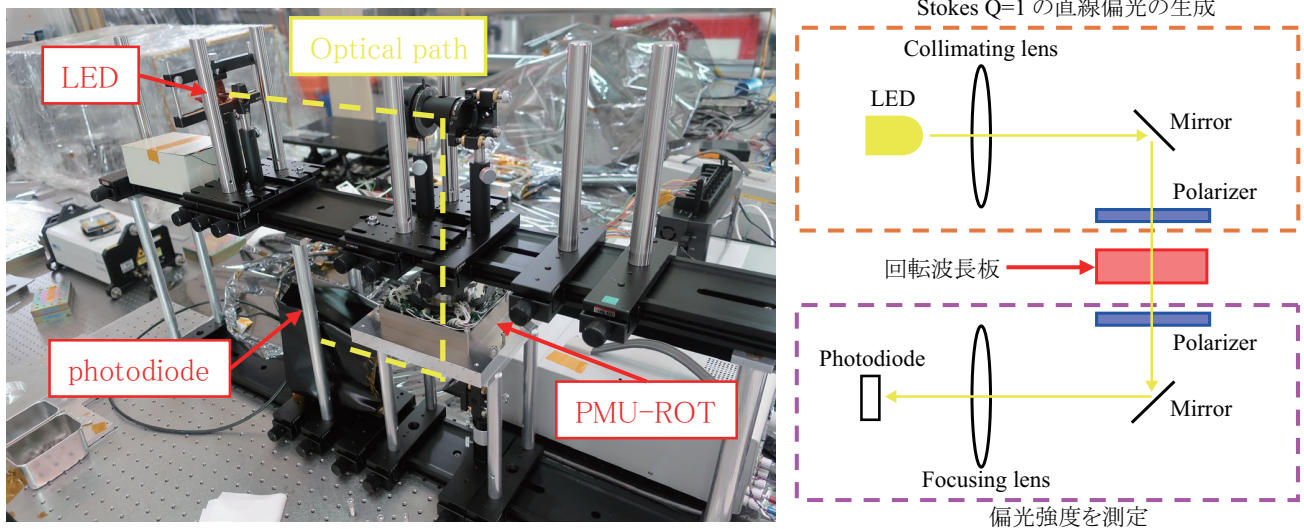 LED
Optical path
photodiode
PMU-ROT
Stokes Q=1 の直線偏光の生成
Collimating lens
LED
Mirror
Polarizer
回転波長板
Polarizer
Photodiode
Mirror
Focusing lens
偏光強度を測定